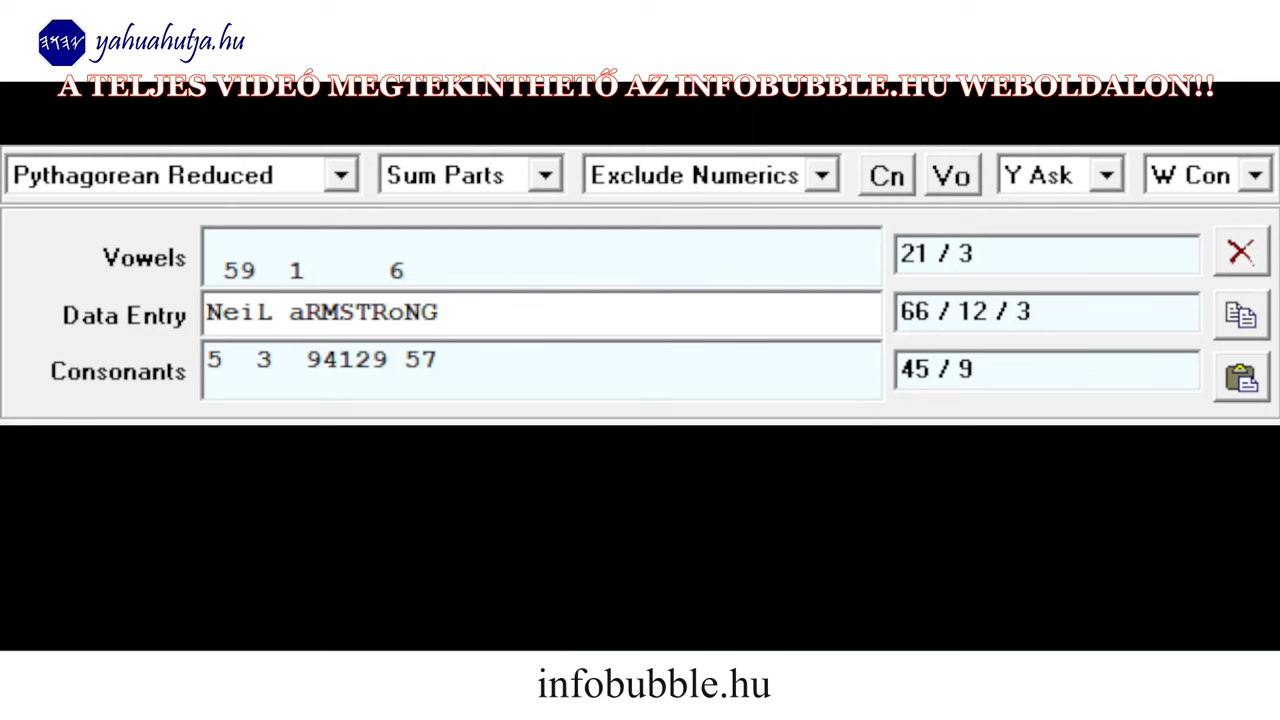 yahuahutja.hu
A TELJES VIDEÓ MEGTEKINTHETŐ AZ INFOBUBBLE.HU WEBOLDALON!!
Pythagorean Reduced Sum Parts Exclude Numerics Cn Vo Y Ask W Con
Vowels 59 1 6 21 / 3
Data Entry NeiL aRMSTRoNG 66 / 12 / 3
Consonants 5 3 94129 57 45 / 9
infobubble.hu